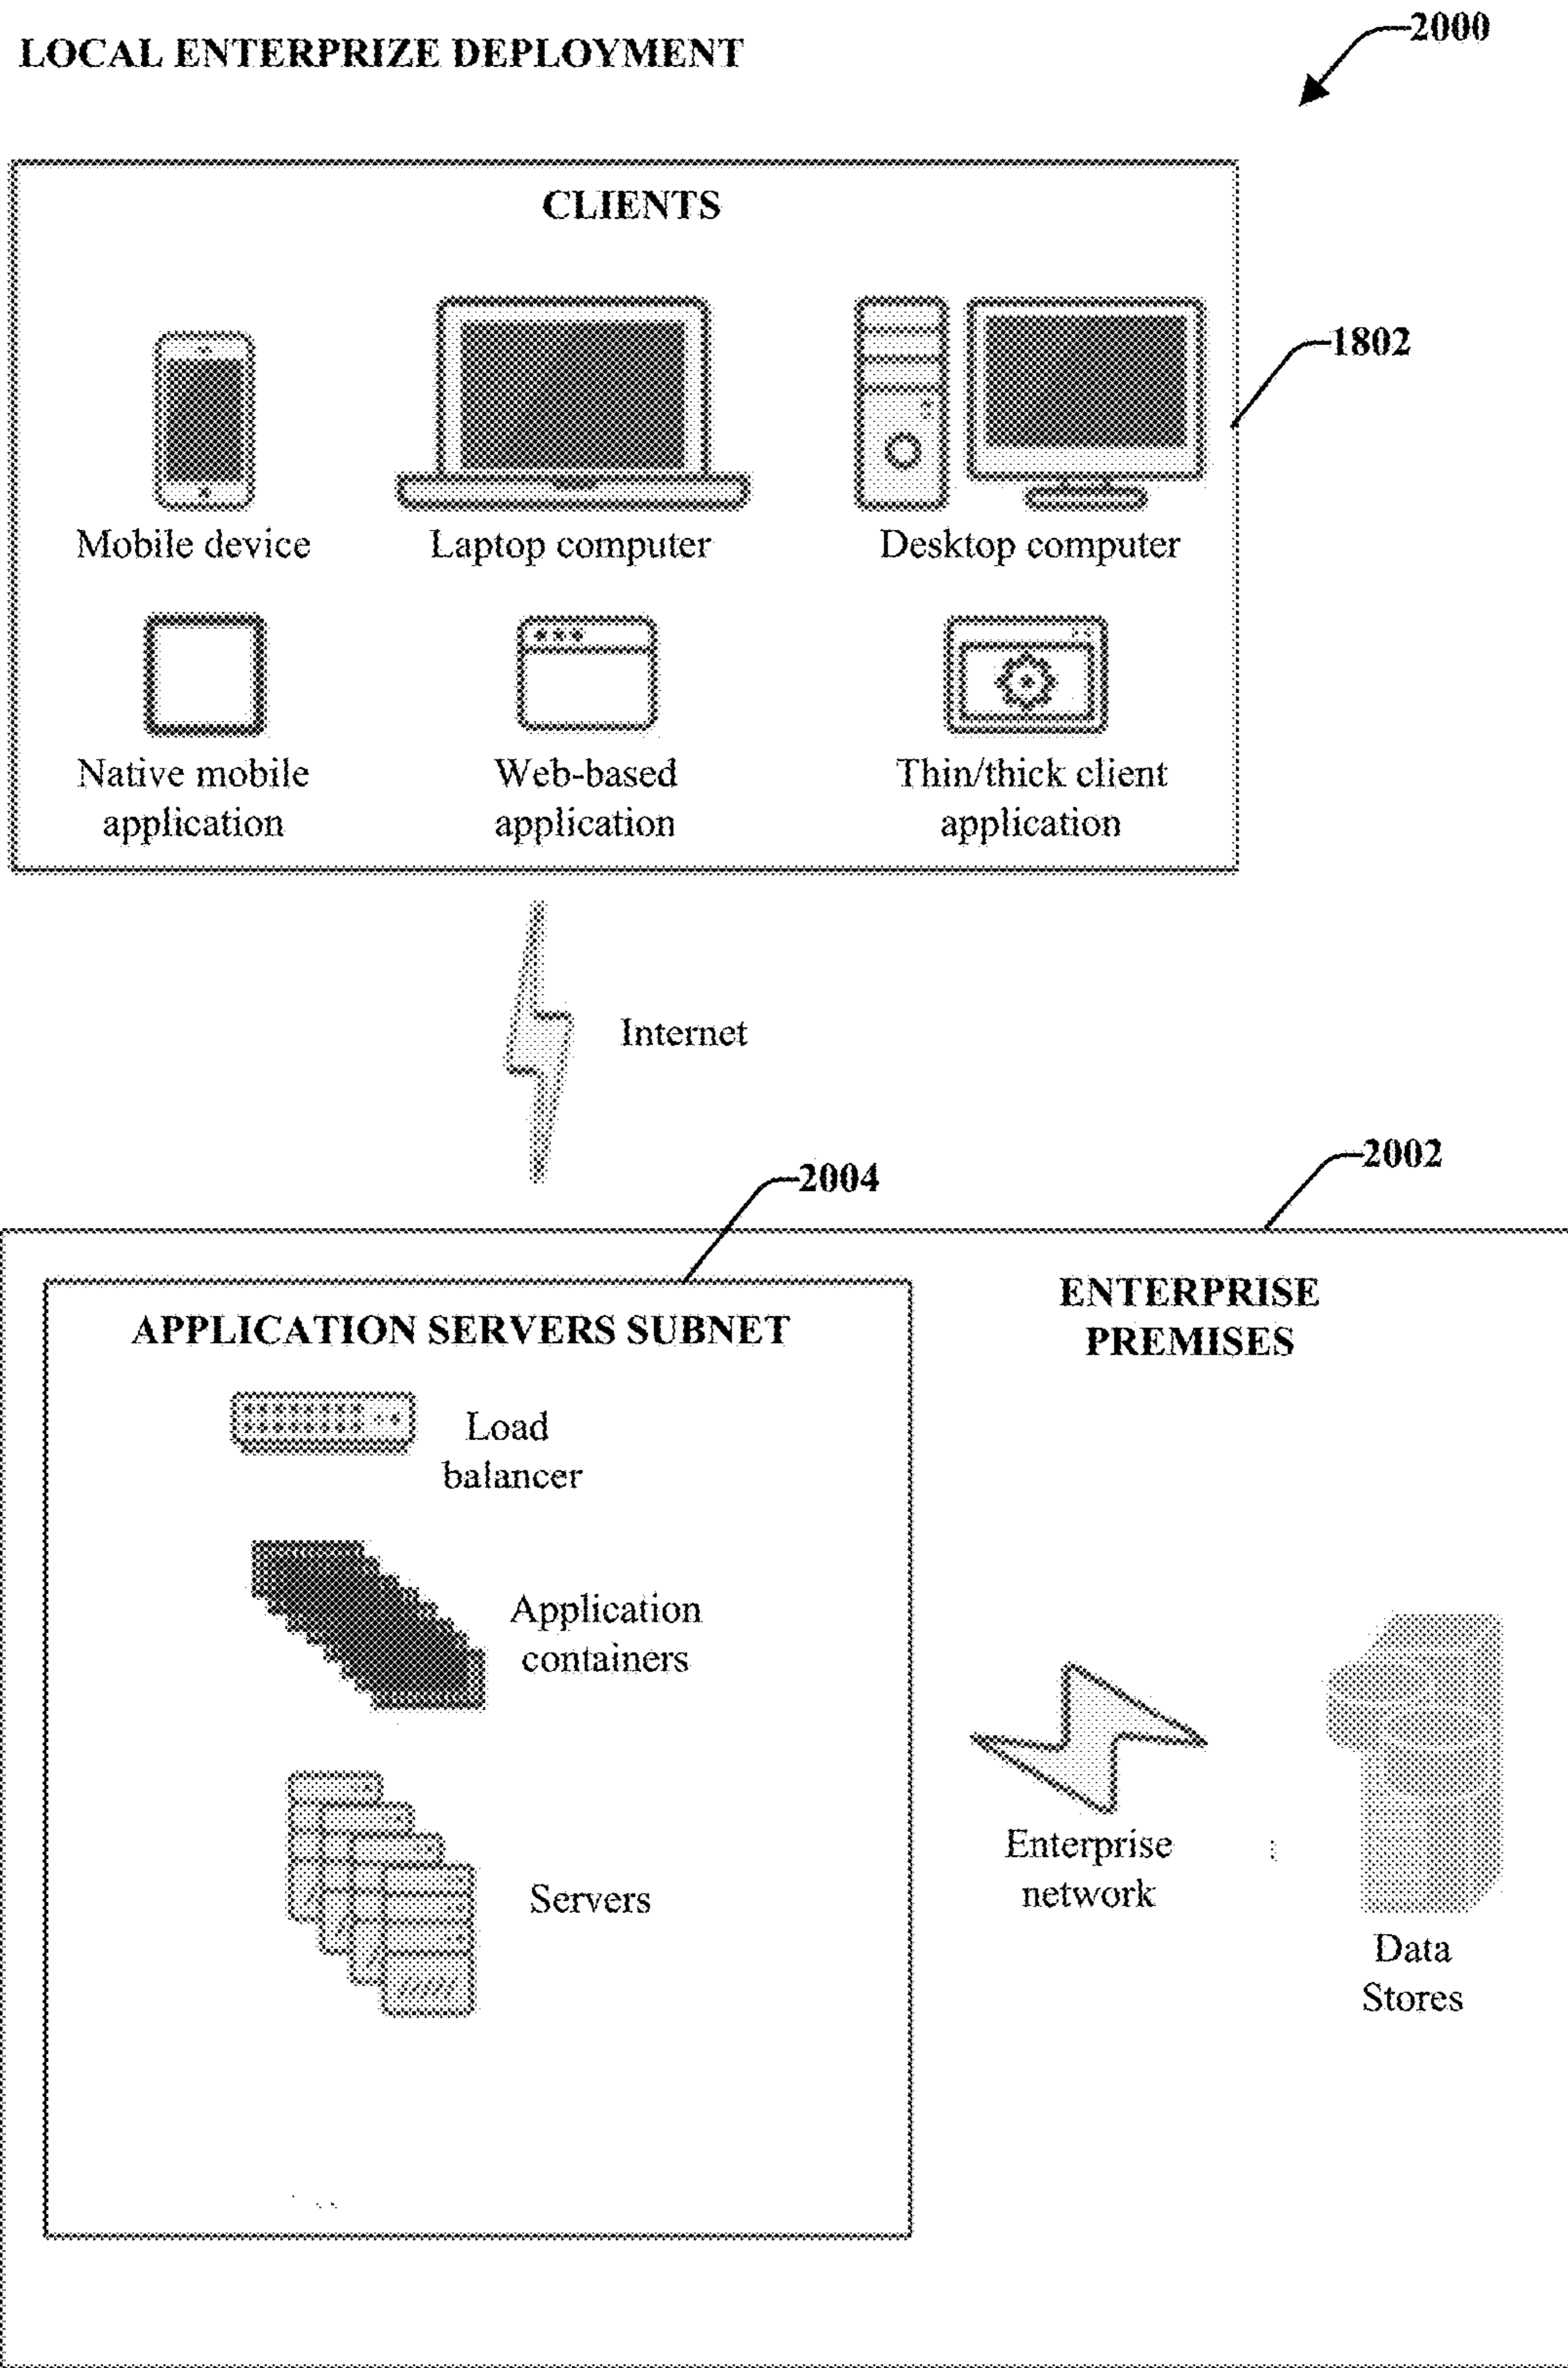 LOCAL ENTERPRIZE DEPLOYMENT
2000
CLIENTS
1802
Mobile device
Laptop computer
Desktop computer
Native mobile
application
Web-based
application
Thin/thick client
application
Internet
2004
2002
APPLICATION SERVERS SUBNET
ENTERPRISE
PREMISES
Load
balancer
Application
containers
Servers
Enterprise
network
Data
Stores